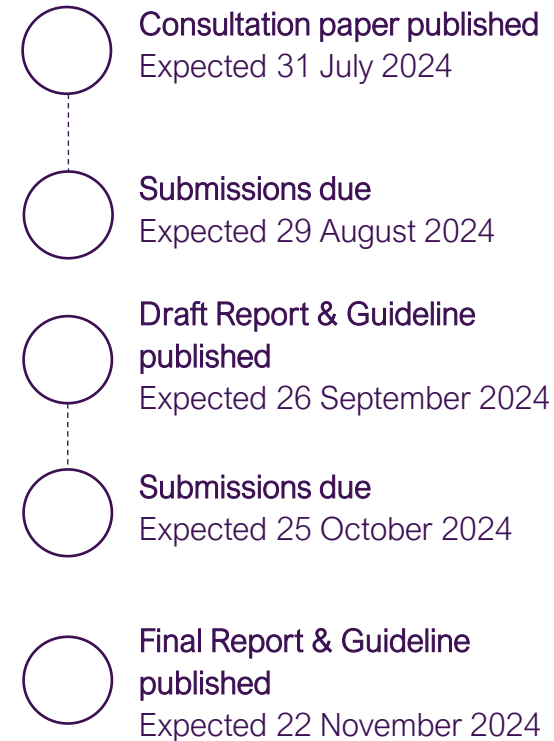 Consultation paper published
Expected 31 July 2024
Submissions due
Expected 29 August 2024
Draft Report & Guideline
published
Expected 26 September 2024
Submissions due
Expected 25 October 2024
Final Report & Guideline
published
Expected 22 November 2024